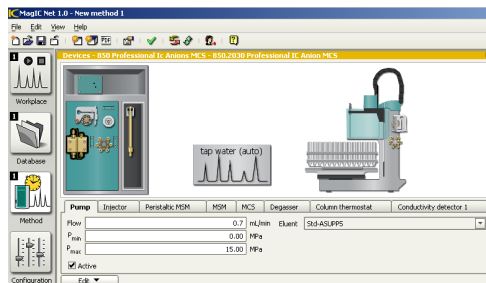 MagIC Net 1.0 - New method 1
File Edit View Help
Devices - 850 Professional Ic Anions MCS - 850.2030 Professional IC Anion MCS
1
Workplace
1
Database
1
Method
Configuration
tap water (auto)
Pump Injector Peristaltic MSM MSM MCS Degasser Column thermostat Conductivity detector 1
Flow 0.7 mL/min Eluent Std-ASUPP5
Pmin 0.00 MPa
Pmax 15.00 MPa
Active
Edit